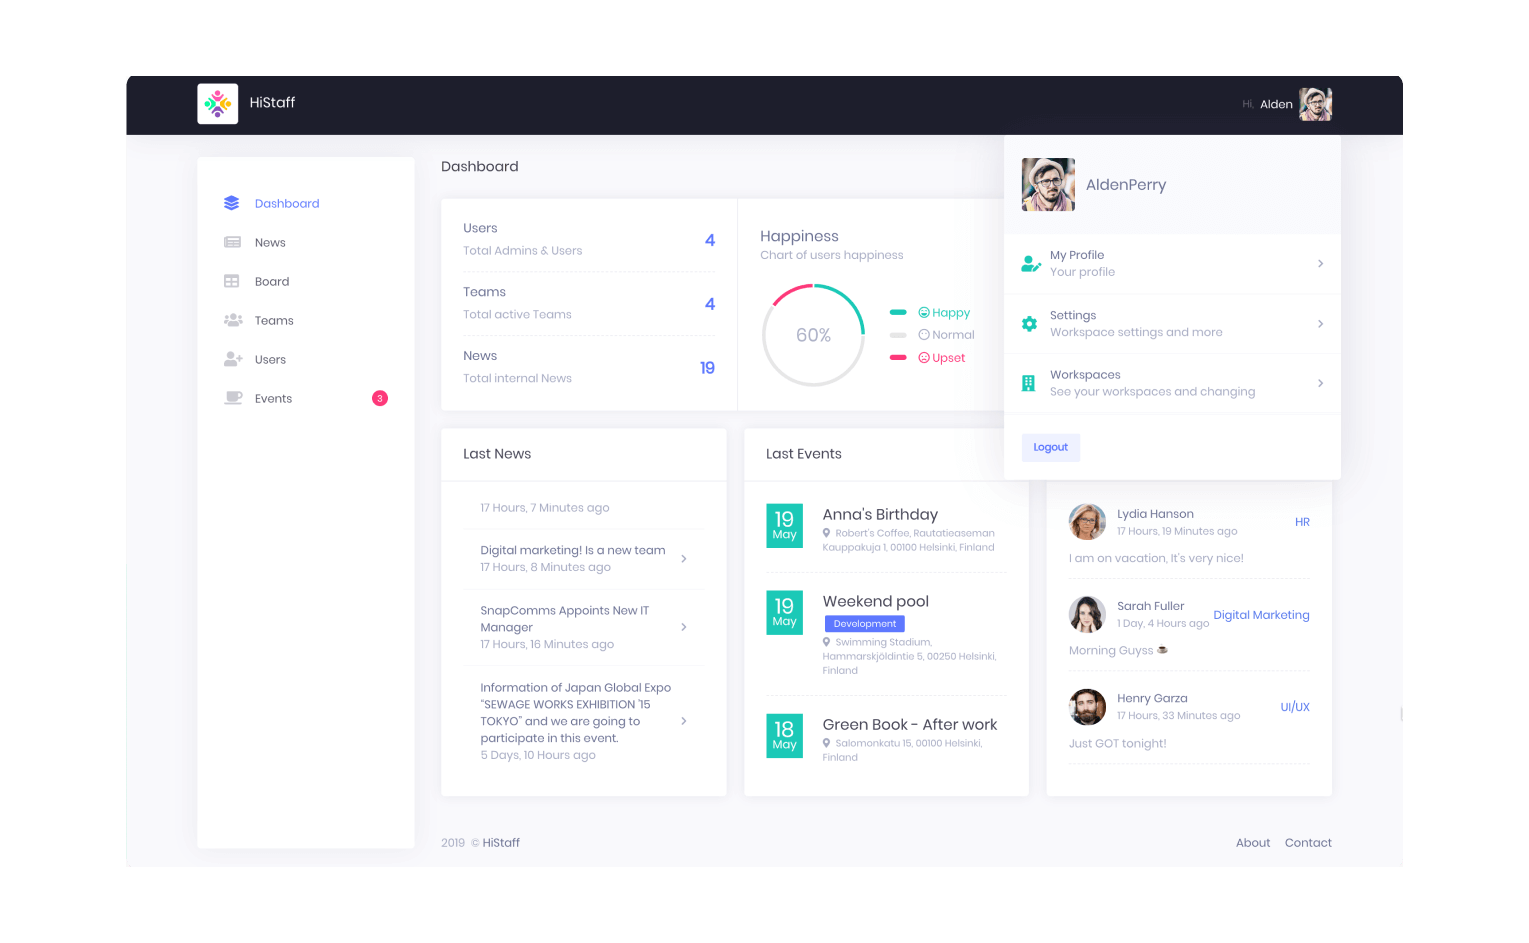 HiStaff
Hi, Alden
AldenPerry
My Profile
Your profile
Settings
Workspace settings and more
Workspaces
See your workspaces and changing
Logout
Dashboard
News
Board
Teams
Users
Events
3
Dashboard
Users
Total Admins & Users
4
Teams
Total active Teams
4
News
Total internal News
19
Happiness
Chart of users happiness
60%
Happy
Normal
Upset
Last News
17 Hours, 7 Minutes ago
Digital marketing! Is a new team
17 Hours, 8 Minutes ago
SnapComms Appoints New IT
Manager
17 Hours, 16 Minutes ago
Information of Japan Global Expo
"SEWAGE WORKS EXHIBITION '15
TOKYO" and we are going to
participate in this event.
5 Days, 10 Hours ago
Last Events
19
May
Anna's Birthday
Robert's Coffee, Rautatieaseman
Kauppakuja 1, 00100 Helsinki, Finland
19
May
Weekend pool
Development
Swimming Stadium,
Hammarskjöldintie 5, 00250 Helsinki,
Finland
18
May
Green Book - After work
Salomonkatu 15, 00100 Helsinki,
Finland
Lydia Hanson
17 Hours, 19 Minutes ago
HR
I am on vacation, It's very nice!
Sarah Fuller
1 Day, 4 Hours ago
Digital Marketing
Morning Guyss ☕
Henry Garza
17 Hours, 33 Minutes ago
UI/UX
Just GOT tonight!
2019 © HiStaff
About Contact